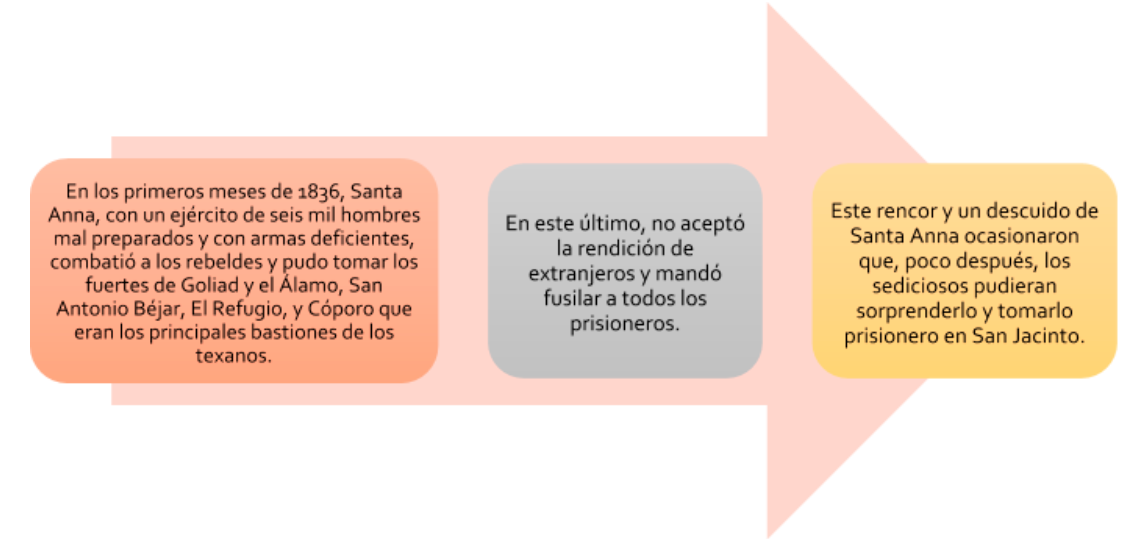 En los primeros meses de 1836, Santa
Anna, con un ejército de seis mil hombres
mal preparados y con armas deficientes,
combatió a los rebeldes y pudo tomar los
fuertes de Goliad y el Álamo, San
Antonio Béjar, El Refugio, y Cóporo que
eran los principales bastiones de los
texanos.
En este último, no aceptó
la rendición de
extranjeros y mandó
fusilar a todos los
prisioneros.
Este rencor y un descuido de
Santa Anna ocasionaron
que, poco después, los
sediciosos pudieran
sorprenderlo y tomarlo
prisionero en San Jacinto.